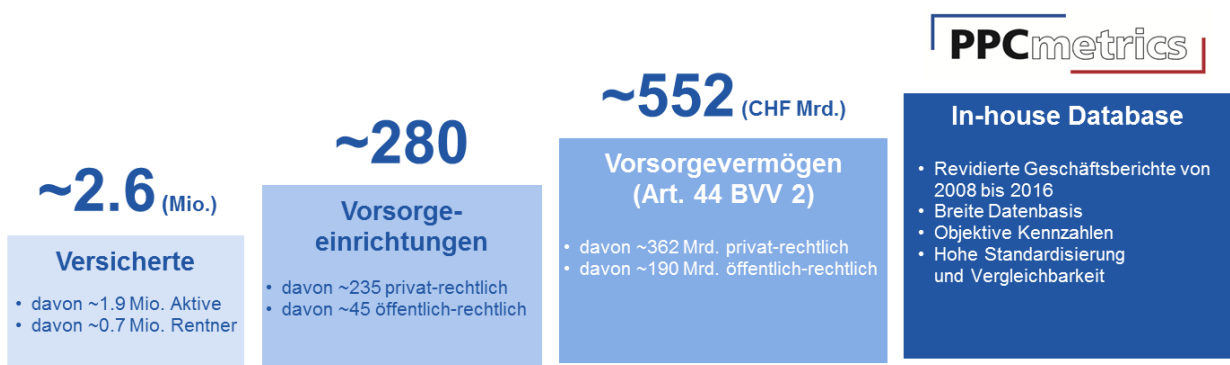 ~2.6 (Mio.)
Versicherte
• davon ~1.9 Mio. Aktive
• davon ~0.7 Mio. Rentner
~280
Vorsorge-
einrichtungen
• davon ~235 privat-rechtlich
• davon ~45 öffentlich-rechtlich
~552 (CHF Mrd.)
Vorsorgevermögen
(Art. 44 BVV 2)
• davon ~362 Mrd. privat-rechtlich
• davon ~190 Mrd. öffentlich-rechtlich
PPCmetrics
In-house Database
• Revidierte Geschäftsberichte von
2008 bis 2016
• Breite Datenbasis
• Objektive Kennzahlen
• Hohe Standardisierung
und Vergleichbarkeit